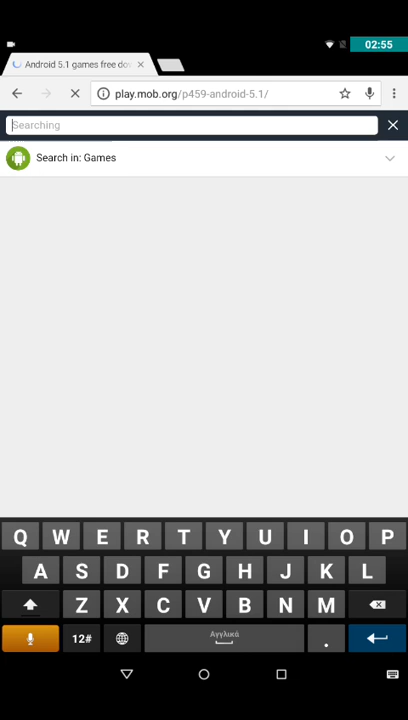 02:55
Android 5.1 games free dow
play.mob.org/p459-android-5.1/
Searching
Search in: Games
Q W E R T Y U I O P
A S D F G H J K L
Z X C V B N M
12# Αγγλικά .